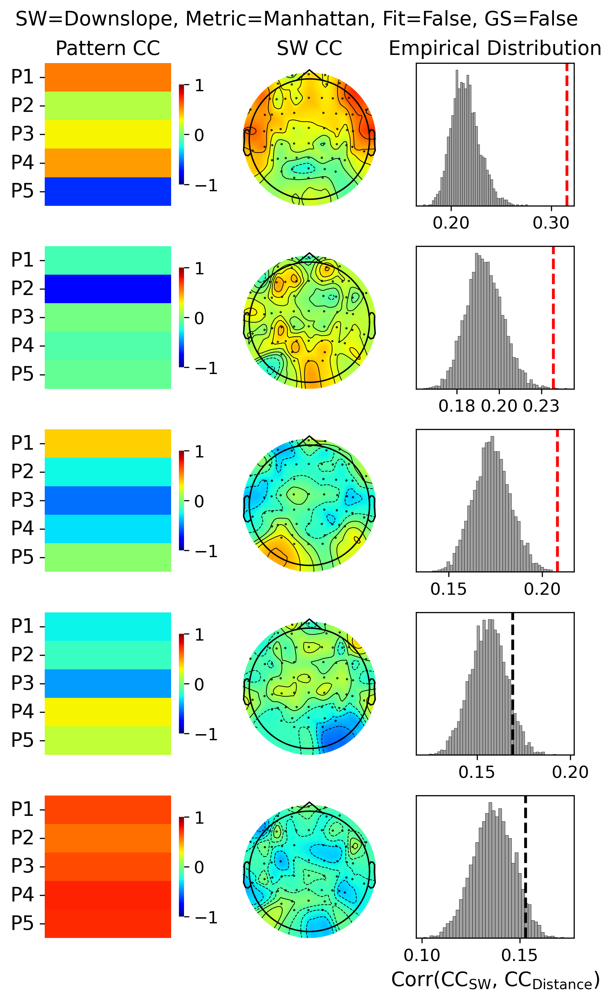 SW=Downslope, Metric=Manhattan, Fit=False, GS=False
Pattern CC SW CC Empirical Distribution
P1
P2
P3
P4
P5
1
0
−1
0.20 0.30
P1
P2
P3
P4
P5
1
0
−1
0.18 0.20 0.23
P1
P2
P3
P4
P5
1
0
−1
0.15 0.20
P1
P2
P3
P4
P5
1
0
−1
0.15 0.20
P1
P2
P3
P4
P5
1
0
−1
0.10 0.15
Corr(CC_SW, CC_Distance)